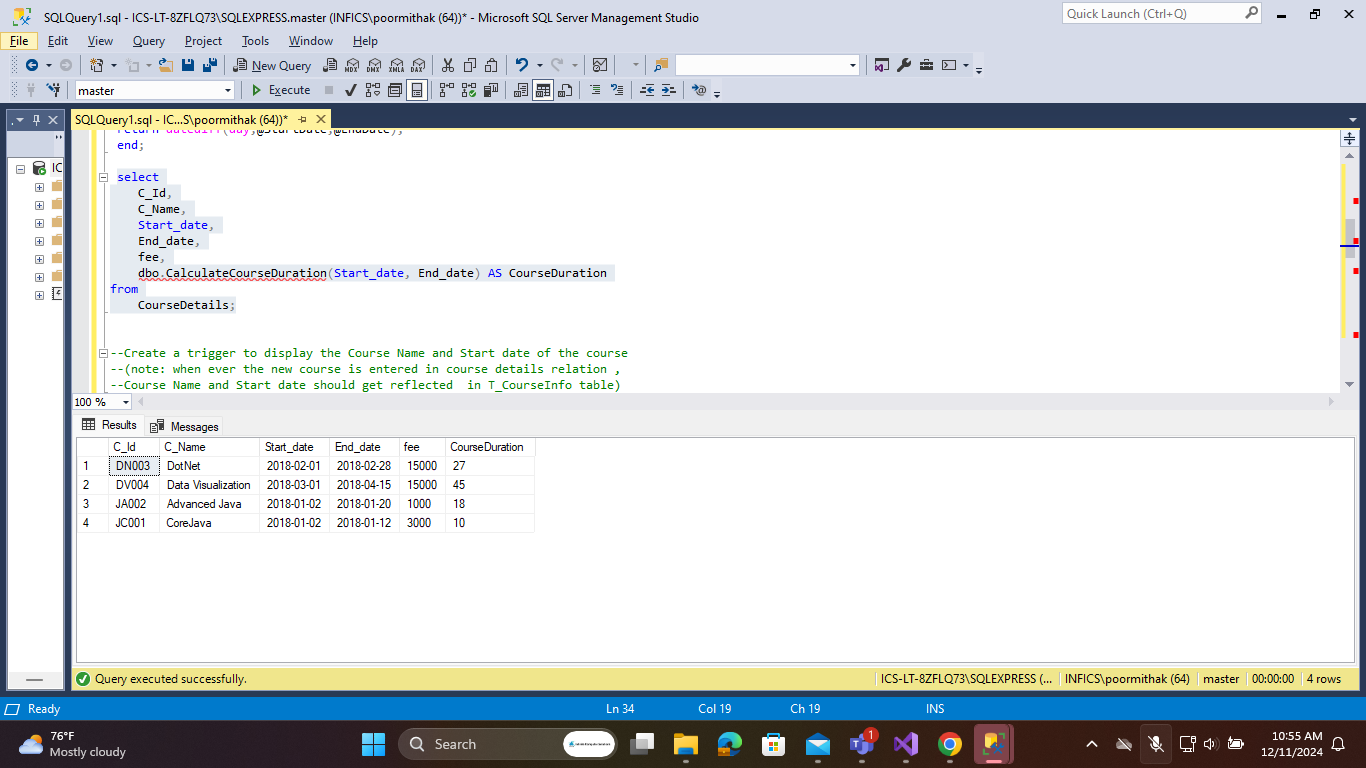 SQLQuery1.sql - ICS-LT-8ZFLQ73\SQLEXPRESS.master (INFICS\poormithak (64))* - Microsoft SQL Server Management Studio
Quick Launch (Ctrl+Q)
File Edit View Query Project Tools Window Help
New Query MDX DMX XMLA DAX
master Execute
SQLQuery1.sql - IC...S\poormithak (64))*
return datediff(day,@StartDate,@EndDate);
end;
IC
select
C_Id,
C_Name,
Start_date,
End_date,
fee,
dbo.CalculateCourseDuration(Start_date, End_date) AS CourseDuration
from
CourseDetails;
--Create a trigger to display the Course Name and Start date of the course
--(note: when ever the new course is entered in course details relation ,
--Course Name and Start date should get reflected  in T_CourseInfo table)
100 %
Results Messages
C_Id C_Name Start_date End_date fee CourseDuration
1 DN003 DotNet 2018-02-01 2018-02-28 15000 27
2 DV004 Data Visualization 2018-03-01 2018-04-15 15000 45
3 JA002 Advanced Java 2018-01-02 2018-01-20 1000 18
4 JC001 CoreJava 2018-01-02 2018-01-12 3000 10
Query executed successfully. ICS-LT-8ZFLQ73\SQLEXPRESS (... INFICS\poormithak (64) master 00:00:00 4 rows
Ready Ln 34 Col 19 Ch 19 INS
76°F
Mostly cloudy
Search
1
10:55 AM
12/11/2024